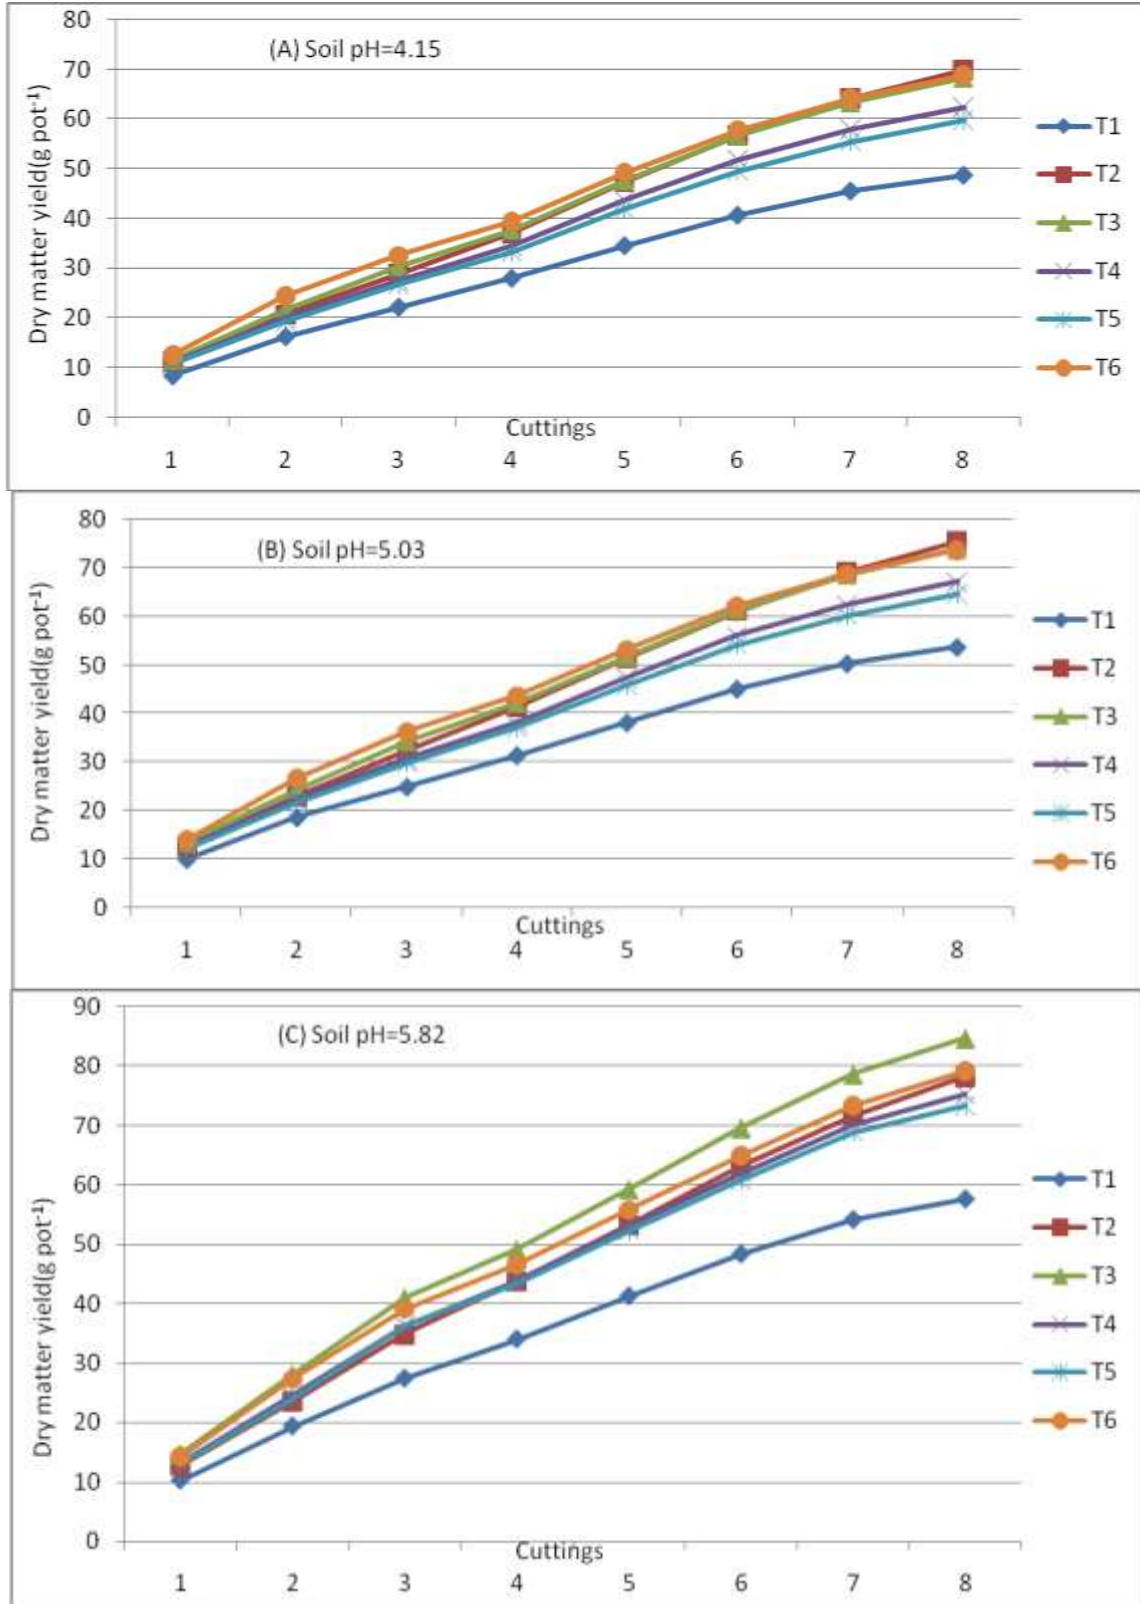 (A) Soil pH=4.15
Dry matter yield(g pot⁻¹)
80
70
60
50
40
30
20
10
0
Cuttings
1 2 3 4 5 6 7 8
T1
T2
T3
T4
T5
T6
(B) Soil pH=5.03
Dry matter yield(g pot⁻¹)
80
70
60
50
40
30
20
10
0
Cuttings
1 2 3 4 5 6 7 8
T1
T2
T3
T4
T5
T6
(C) Soil pH=5.82
Dry matter yield(g pot⁻¹)
90
80
70
60
50
40
30
20
10
0
Cuttings
1 2 3 4 5 6 7 8
T1
T2
T3
T4
T5
T6